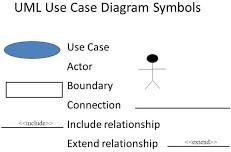 UML Use Case Diagram Symbols
Use Case
Actor
Boundary
Connection
<<include>> Include relationship
Extend relationship <<extend>>